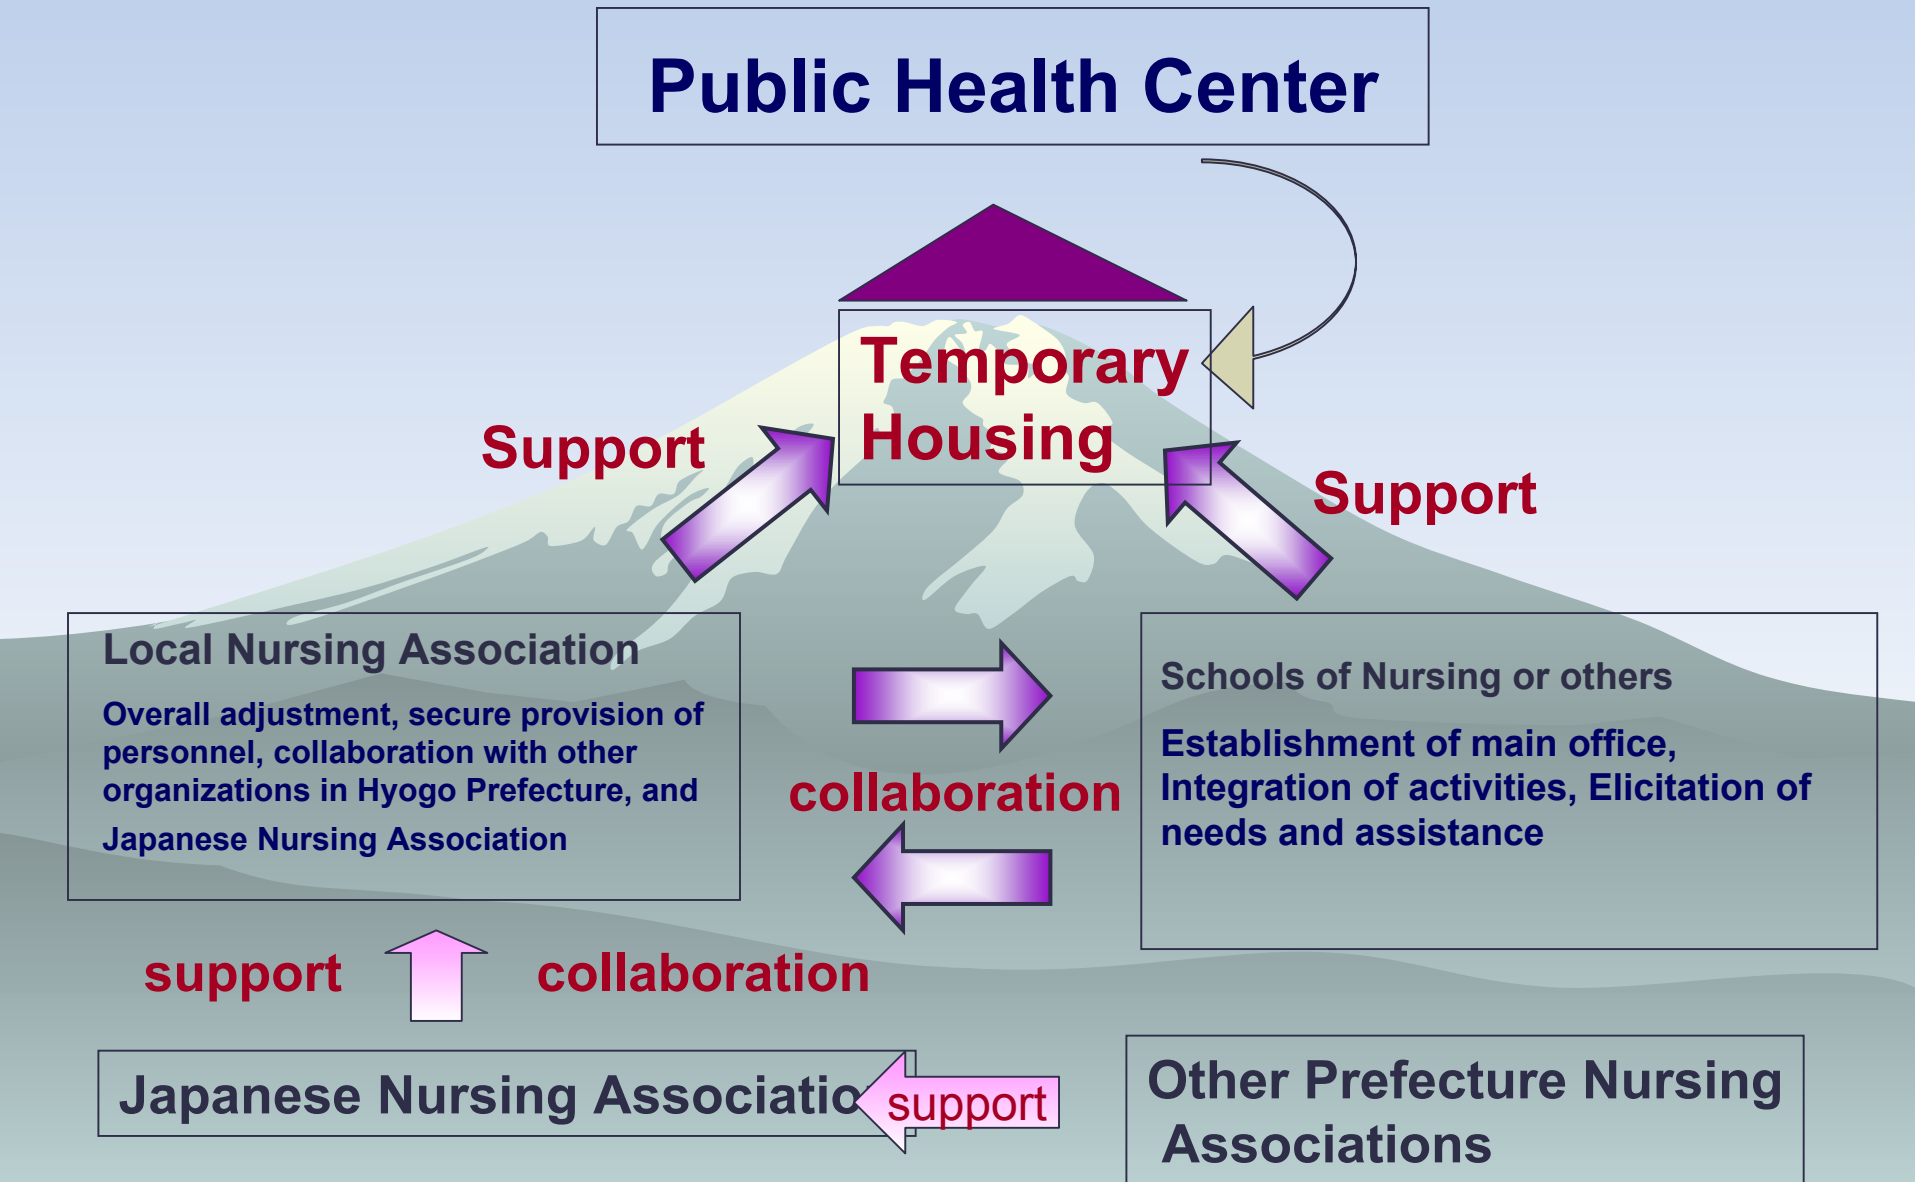 Public Health Center
Temporary
Housing
Support
Support
Local Nursing Association
Overall adjustment, secure provision of
personnel, collaboration with other
organizations in Hyogo Prefecture, and
Japanese Nursing Association
collaboration
Schools of Nursing or others
Establishment of main office,
Integration of activities, Elicitation of
needs and assistance
support
collaboration
Japanese Nursing Associatio
support
Other Prefecture Nursing
Associations